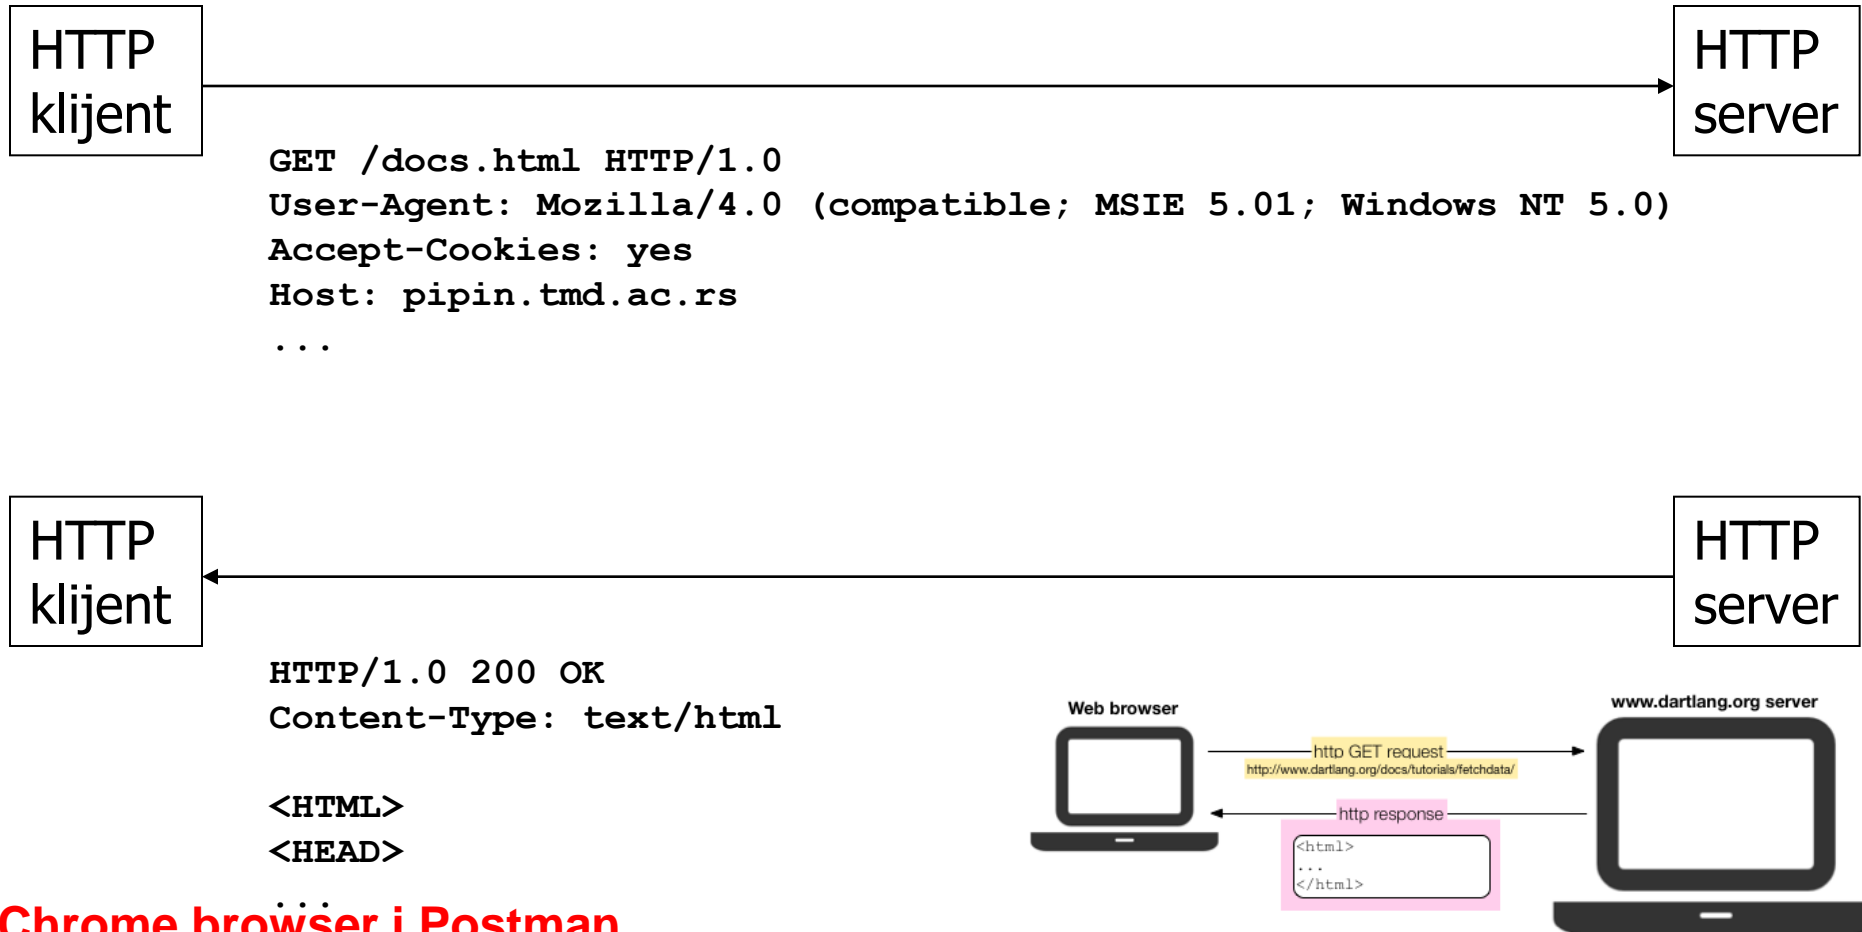 HTTP
klijent
HTTP
server
GET /docs.html HTTP/1.0
User-Agent: Mozilla/4.0 (compatible; MSIE 5.01; Windows NT 5.0)
Accept-Cookies: yes
Host: pipin.tmd.ac.rs
...
HTTP
klijent
HTTP
server
HTTP/1.0 200 OK
Content-Type: text/html
<HTML>
<HEAD>
...
Web browser
www.dartlang.org server
http GET request
http://www.dartlang.org/docs/tutorials/fetchdata/
http response
<html>
...
</html>
Chrome browser i Postman